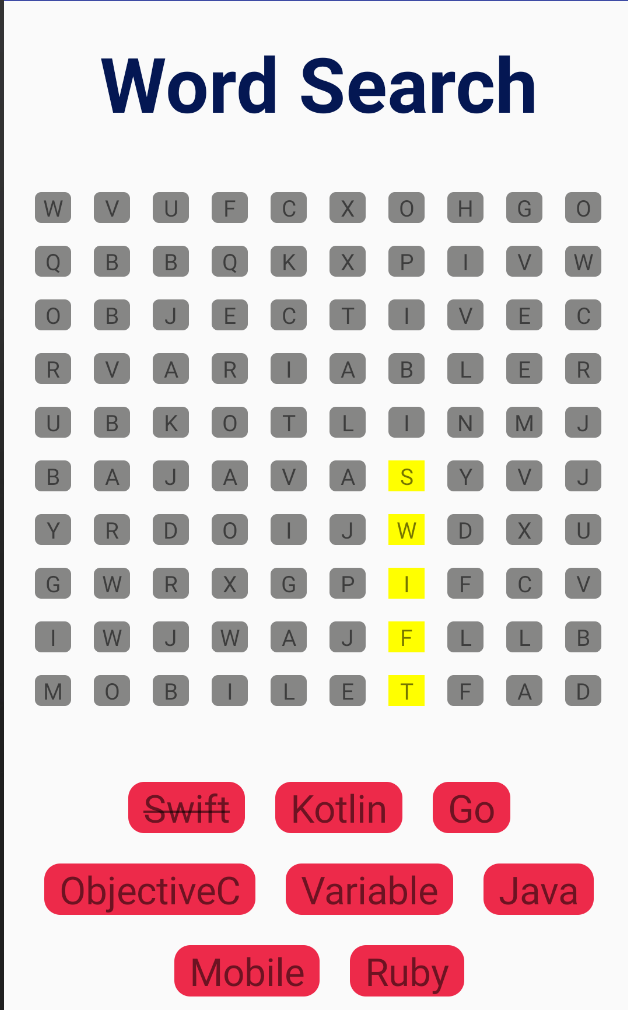 Word Search
W V U F C X O H G O
Q B B Q K X P I V W
O B J E C T I V E C
R V A R I A B L E R
U B K O T L I N M J
B A J A V A S Y V J
Y R D O I J W D X U
G W R X G P I F C V
I W J W A J F L L B
M O B I L E T F A D
Swift Kotlin Go
ObjectiveC Variable Java
Mobile Ruby